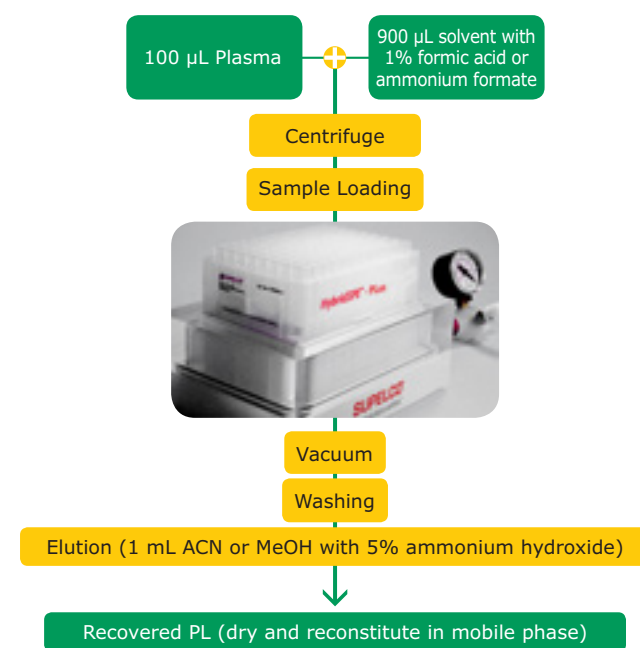 100 µL Plasma
900 µL solvent with
1% formic acid or
ammonium formate
Centrifuge
Sample Loading
HybridSPE®-Plus
SUPELCO
Vacuum
Washing
Elution (1 mL ACN or MeOH with 5% ammonium hydroxide)
Recovered PL (dry and reconstitute in mobile phase)